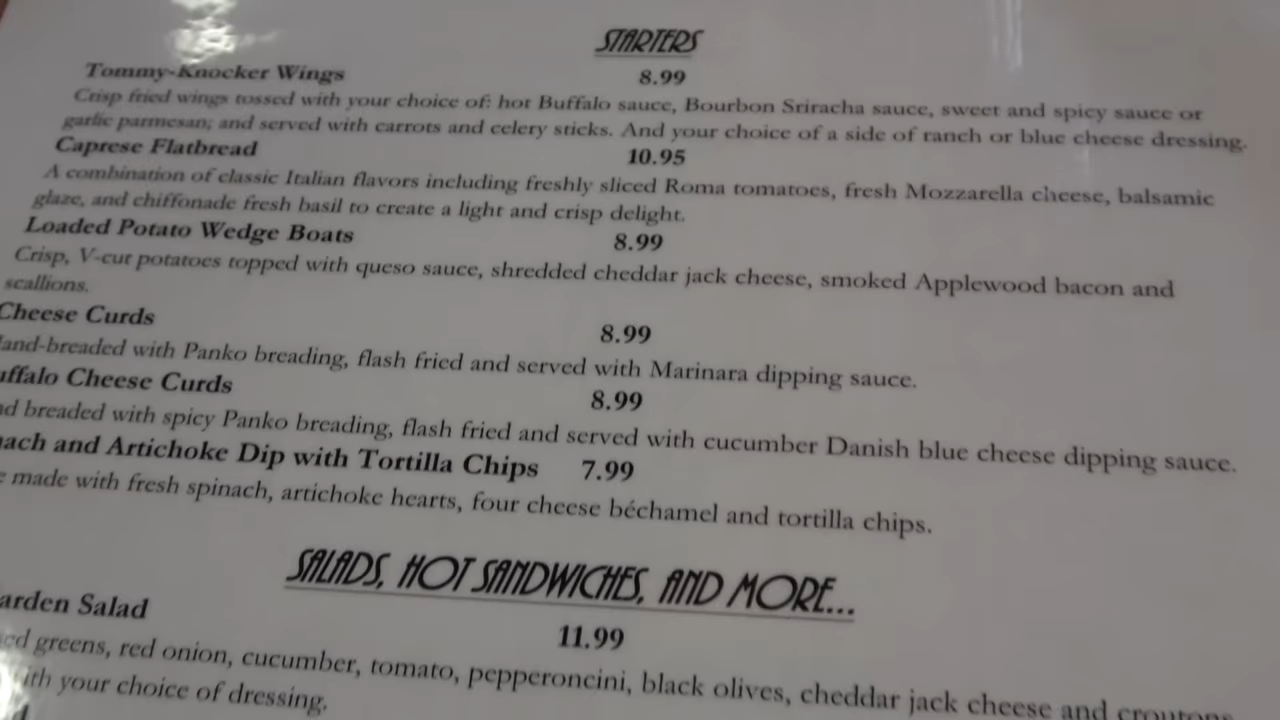 STARTERS
Tommy-Knocker Wings 8.99
Crisp fried wings tossed with your choice of: hot Buffalo sauce, Bourbon Sriracha sauce, sweet and spicy sauce or
garlic parmesan; and served with carrots and celery sticks. And your choice of a side of ranch or blue cheese dressing.
Caprese Flatbread 10.95
A combination of classic Italian flavors including freshly sliced Roma tomatoes, fresh Mozzarella cheese, balsamic
glaze, and chiffonade fresh basil to create a light and crisp delight.
Loaded Potato Wedge Boats 8.99
Crisp, V-cut potatoes topped with queso sauce, shredded cheddar jack cheese, smoked Applewood bacon and
scallions.
Cheese Curds 8.99
and-breaded with Panko breading, flash fried and served with Marinara dipping sauce.
uffalo Cheese Curds 8.99
d breaded with spicy Panko breading, flash fried and served with cucumber Danish blue cheese dipping sauce.
ach and Artichoke Dip with Tortilla Chips 7.99
made with fresh spinach, artichoke hearts, four cheese béchamel and tortilla chips.
SALADS, HOT SANDWICHES, AND MORE...
arden Salad 11.99
ed greens, red onion, cucumber, tomato, pepperoncini, black olives, cheddar jack cheese and croutons
ith your choice of dressing.